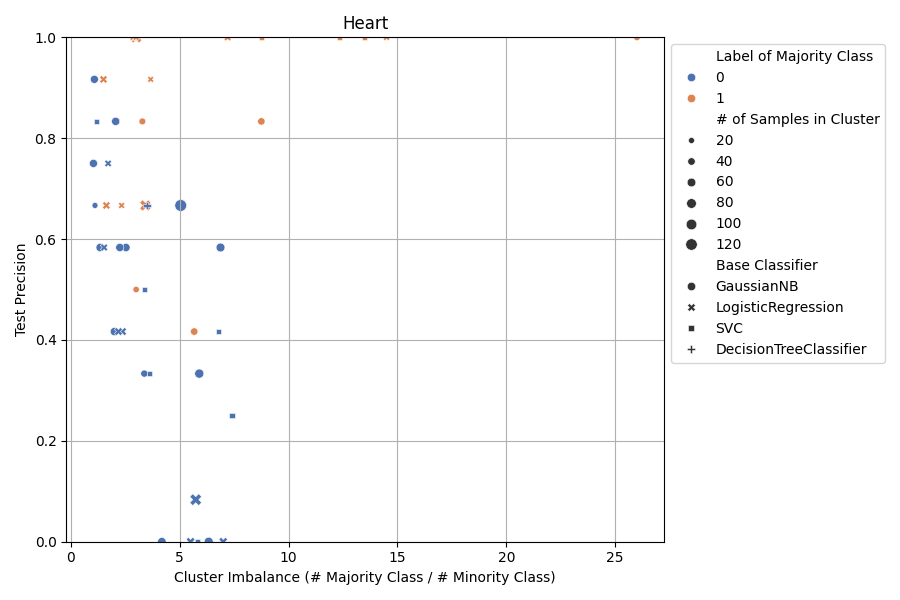 Heart
1.0
0.8
0.6
0.4
0.2
0.0
Test Precision
0
5
10
15
20
25
Cluster Imbalance (# Majority Class / # Minority Class)
Label of Majority Class
0
1
# of Samples in Cluster
20
40
60
80
100
120
Base Classifier
GaussianNB
LogisticRegression
SVC
DecisionTreeClassifier